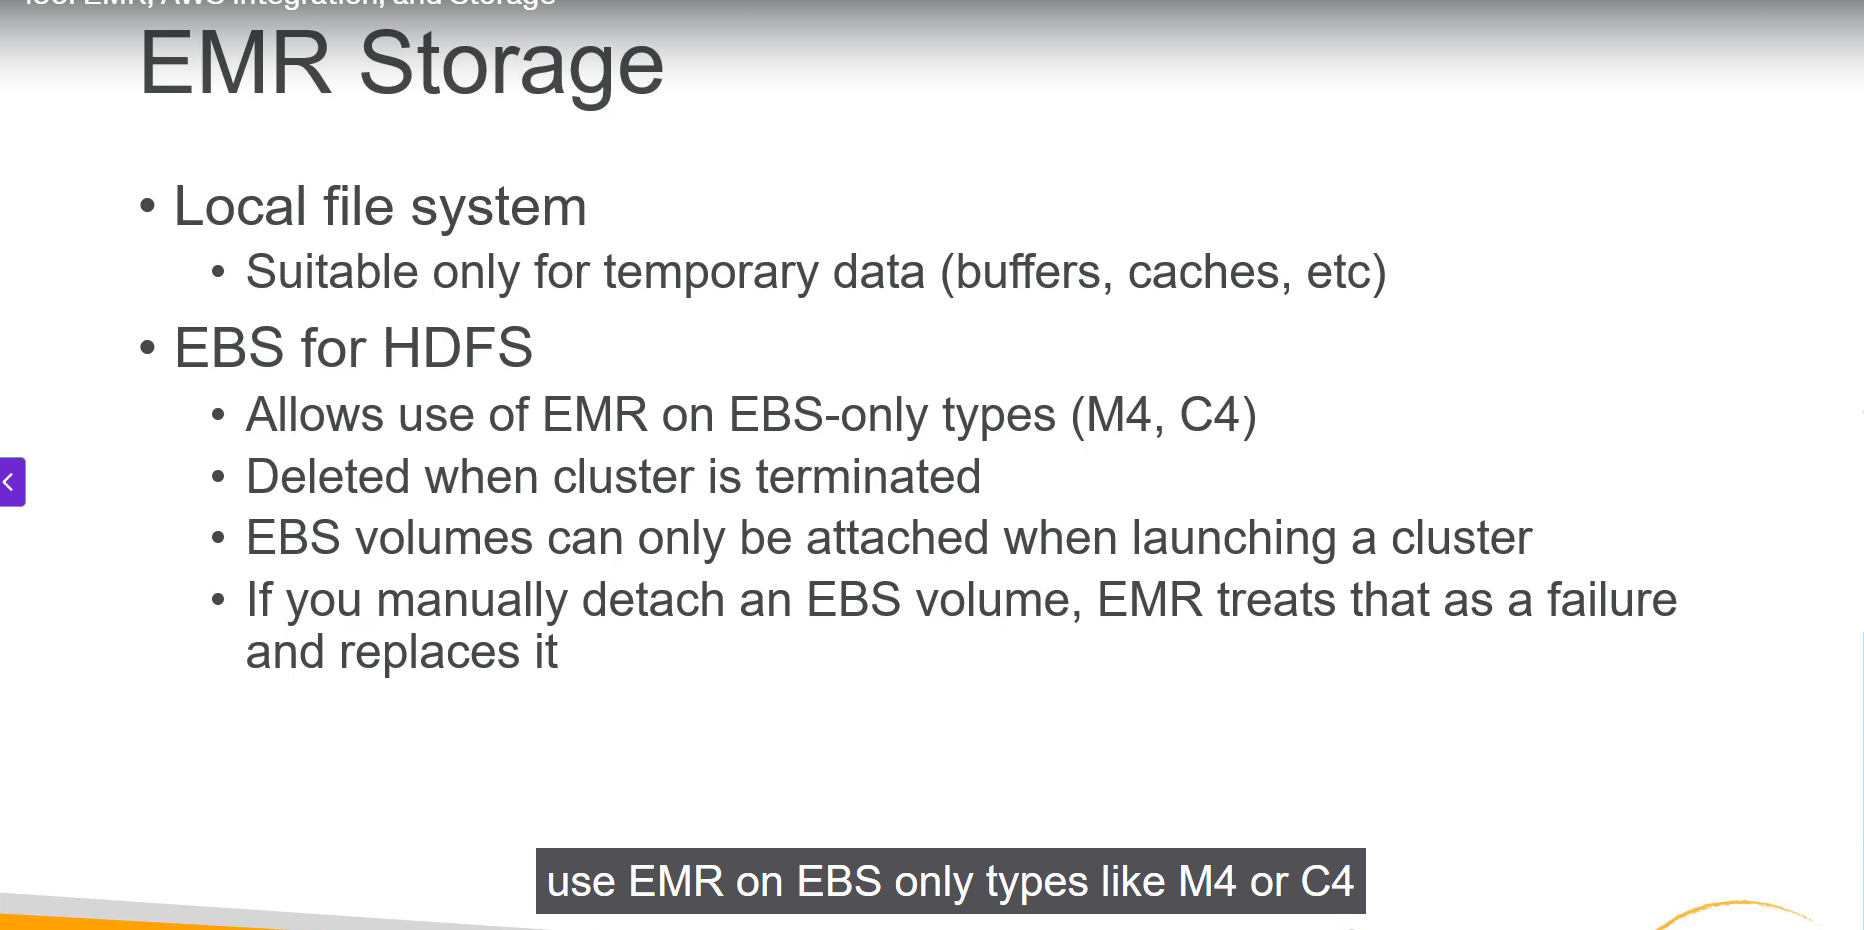 EMR, AWS Integration, and Storage
EMR Storage
• Local file system
• Suitable only for temporary data (buffers, caches, etc)
• EBS for HDFS
• Allows use of EMR on EBS-only types (M4, C4)
• Deleted when cluster is terminated
• EBS volumes can only be attached when launching a cluster
• If you manually detach an EBS volume, EMR treats that as a failure
and replaces it
use EMR on EBS only types like M4 or C4